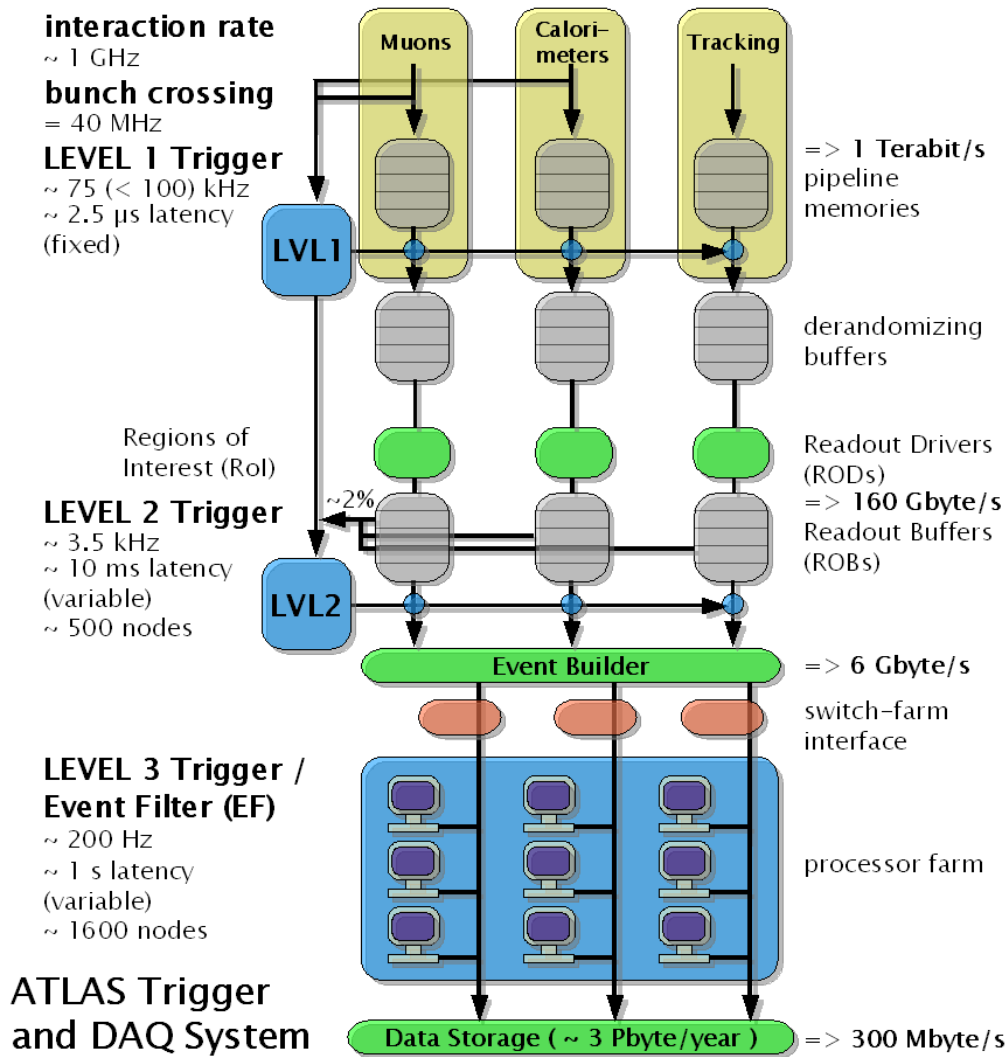 interaction rate
~ 1 GHz
bunch crossing
= 40 MHz
LEVEL 1 Trigger
~ 75 (< 100) kHz
~ 2.5 μs latency
(fixed)
Muons
Calori-
meters
Tracking
=> 1 Terabit/s
pipeline
memories
LVL1
derandomizing
buffers
Regions of
Interest (RoI)
Readout Drivers
(RODs)
~2%
=> 160 Gbyte/s
Readout Buffers
(ROBs)
LEVEL 2 Trigger
~ 3.5 kHz
~ 10 ms latency
(variable)
~ 500 nodes
LVL2
Event Builder
=> 6 Gbyte/s
switch-farm
interface
LEVEL 3 Trigger /
Event Filter (EF)
~ 200 Hz
~ 1 s latency
(variable)
~ 1600 nodes
processor farm
ATLAS Trigger
and DAQ System
Data Storage ( ~ 3 Pbyte/year )
=> 300 Mbyte/s